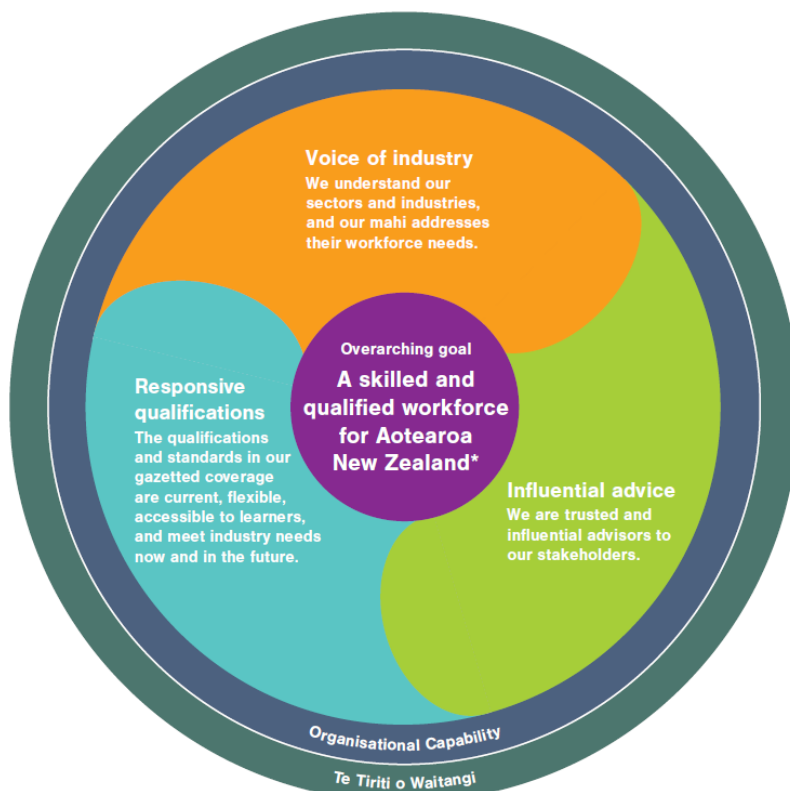 Voice of industry
We understand our
sectors and industries,
and our mahi addresses
their workforce needs.
Overarching goal
A skilled and
qualified workforce
for Aotearoa
New Zealand*
Responsive
qualifications
The qualifications
and standards in our
gazetted coverage
are current, flexible,
accessible to learners,
and meet industry needs
now and in the future.
Influential advice
We are trusted and
influential advisors to
our stakeholders.
Organisational Capability
Te Tiriti o Waitangi